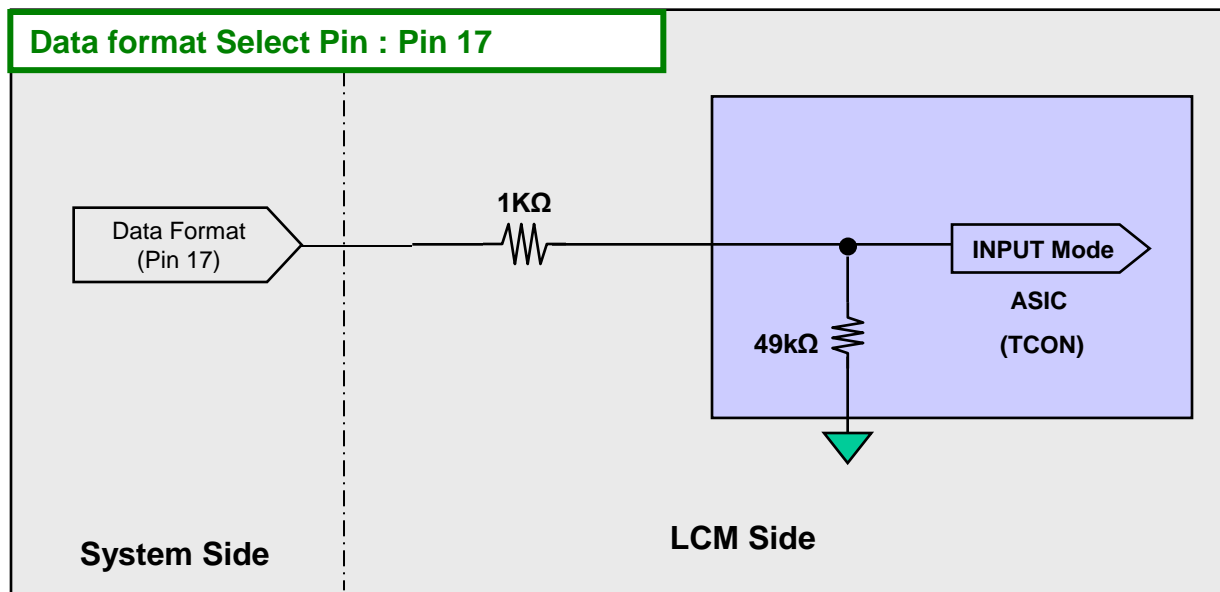 Data format Select Pin : Pin 17
1KΩ
Data Format
(Pin 17)
INPUT Mode
ASIC
(TCON)
49kΩ
System Side
LCM Side